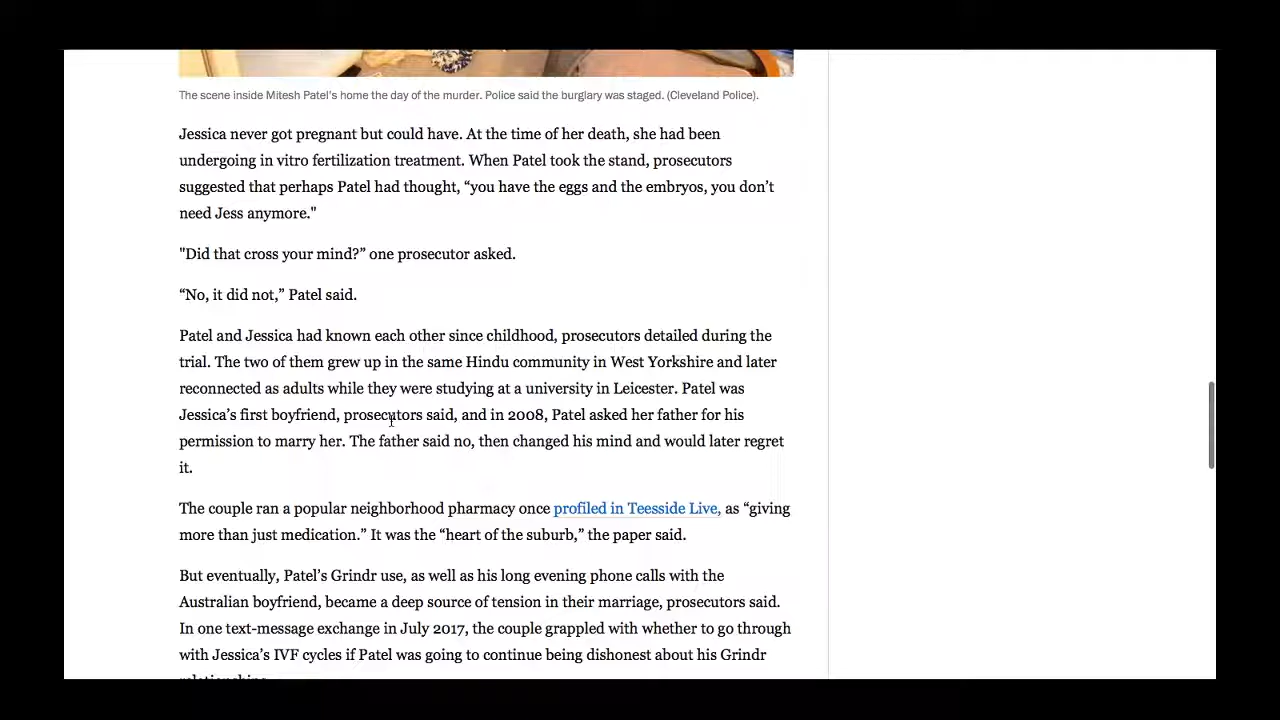 The scene inside Mitesh Patel's home the day of the murder. Police said the burglary was staged. (Cleveland Police).
Jessica never got pregnant but could have. At the time of her death, she had been
undergoing in vitro fertilization treatment. When Patel took the stand, prosecutors
suggested that perhaps Patel had thought, “you have the eggs and the embryos, you don’t
need Jess anymore."
"Did that cross your mind?” one prosecutor asked.
“No, it did not,” Patel said.
Patel and Jessica had known each other since childhood, prosecutors detailed during the
trial. The two of them grew up in the same Hindu community in West Yorkshire and later
reconnected as adults while they were studying at a university in Leicester. Patel was
Jessica’s first boyfriend, prosecutors said, and in 2008, Patel asked her father for his
permission to marry her. The father said no, then changed his mind and would later regret
it.
The couple ran a popular neighborhood pharmacy once profiled in Teesside Live, as “giving
more than just medication.” It was the “heart of the suburb,” the paper said.
But eventually, Patel’s Grindr use, as well as his long evening phone calls with the
Australian boyfriend, became a deep source of tension in their marriage, prosecutors said.
In one text-message exchange in July 2017, the couple grappled with whether to go through
with Jessica’s IVF cycles if Patel was going to continue being dishonest about his Grindr